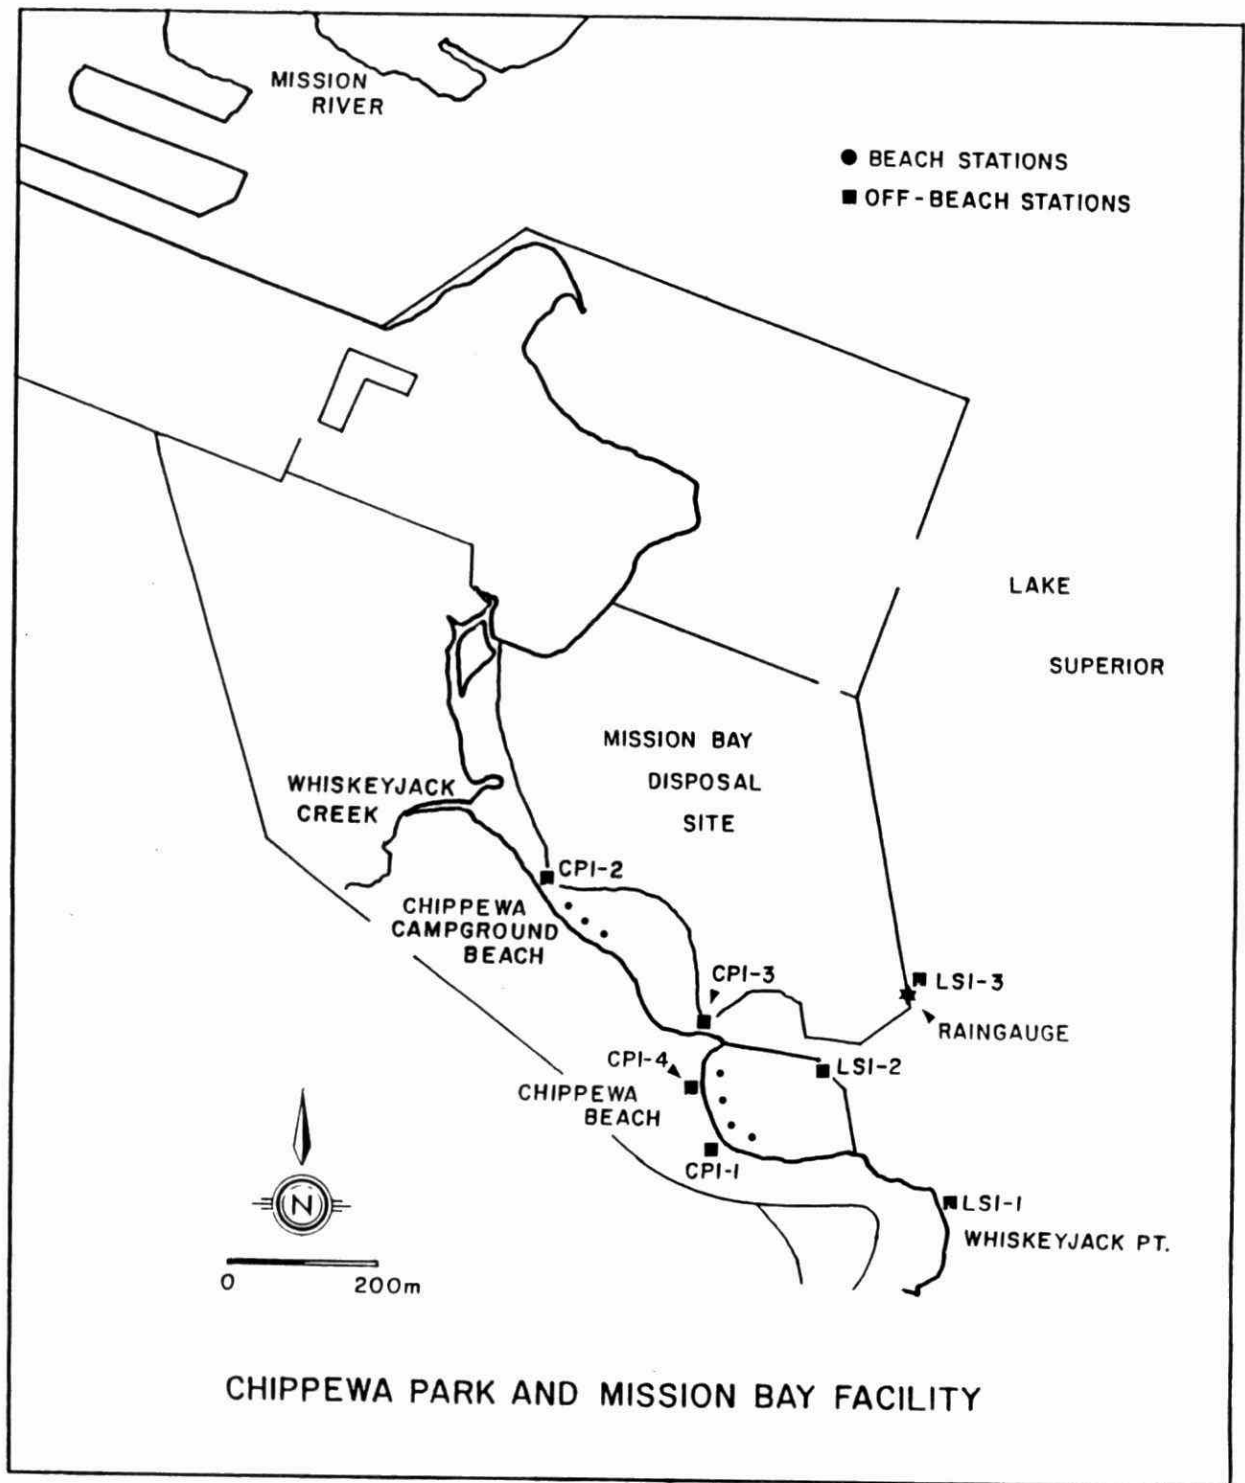 MISSION
RIVER
● BEACH STATIONS
■ OFF-BEACH STATIONS
LAKE
SUPERIOR
MISSION BAY
DISPOSAL
SITE
WHISKEYJACK
CREEK
CPI-2
CHIPPEWA
CAMPGROUND
BEACH
CPI-3
LSI-3
RAINGAUGE
CPI-4
LSI-2
CHIPPEWA
BEACH
CPI-1
LSI-1
WHISKEYJACK PT.
N
0 200m
CHIPPEWA PARK AND MISSION BAY FACILITY